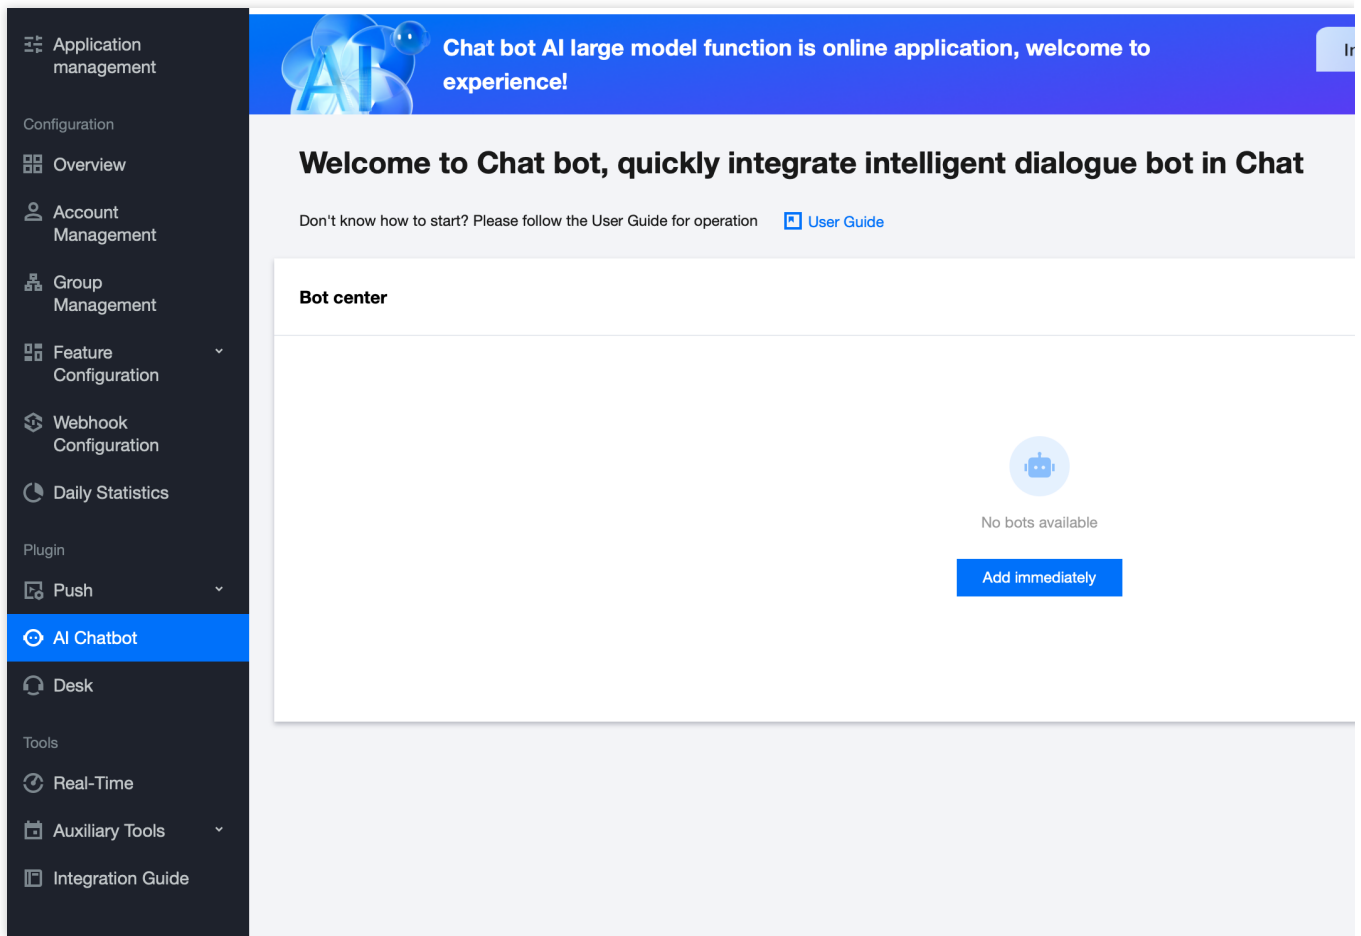 Application
management
Configuration
Overview
Account
Management
Group
Management
Feature
Configuration
Webhook
Configuration
Daily Statistics
Plugin
Push
AI Chatbot
Desk
Tools
Real-Time
Auxiliary Tools
Integration Guide
AI
Chat bot AI large model function is online application, welcome to
experience!
Welcome to Chat bot, quickly integrate intelligent dialogue bot in Chat
Don't know how to start? Please follow the User Guide for operation User Guide
Bot center
No bots available
Add immediately